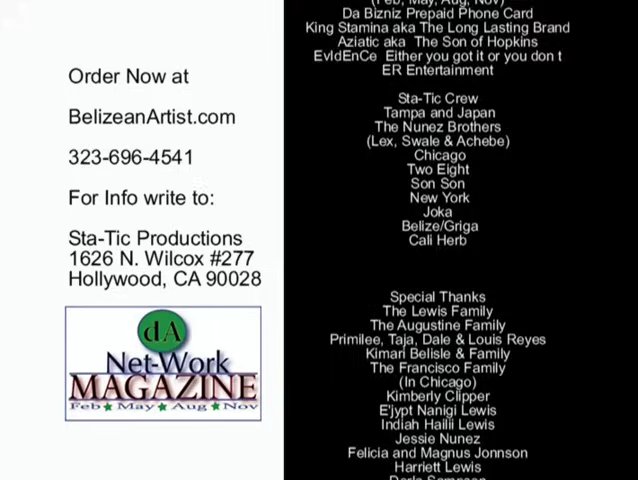 Order Now at
BelizeanArtist.com
323-696-4541
For Info write to:
Sta-Tic Productions
1626 N. Wilcox #277
Hollywood, CA 90028
dA
Net-Work
MAGAZINE
Feb★May★Aug★Nov
(Feb, May, Aug, Nov)
Da Bizniz Prepaid Phone Card
King Stamina aka The Long Lasting Brand
Aziatic aka The Son of Hopkins
EvIdEnCe Either you got it or you don t
ER Entertainment
Sta-Tic Crew
Tampa and Japan
The Nunez Brothers
(Lex, Swale & Achebe)
Chicago
Two Eight
Son Son
New York
Joka
Belize/Griga
Cali Herb
Special Thanks
The Lewis Family
The Augustine Family
Primilee, Taja, Dale & Louis Reyes
Kimari Belisle & Family
The Francisco Family
(In Chicago)
Kimberly Clipper
E'jypt Nanigi Lewis
Indiah Hailii Lewis
Jessie Nunez
Felicia and Magnus Jonnson
Harriett Lewis